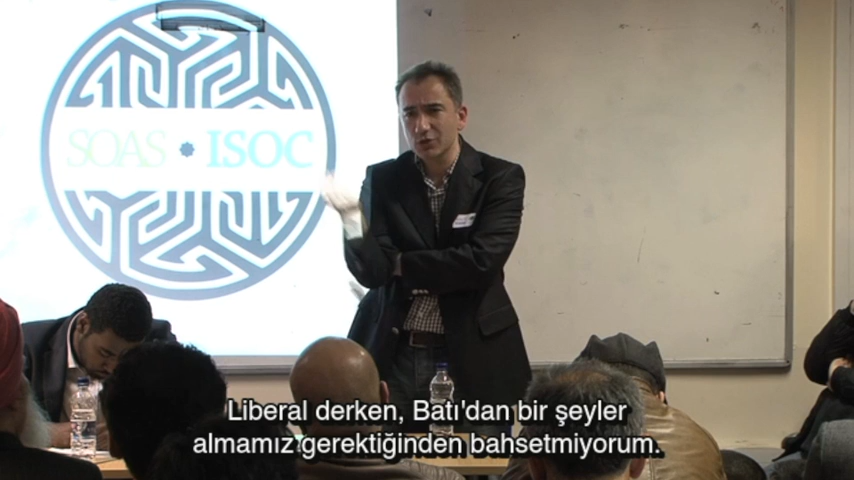 SOAS • ISOC
Liberal derken, Batı'dan bir şeyler
almamız gerektiğinden bahsetmiyorum.